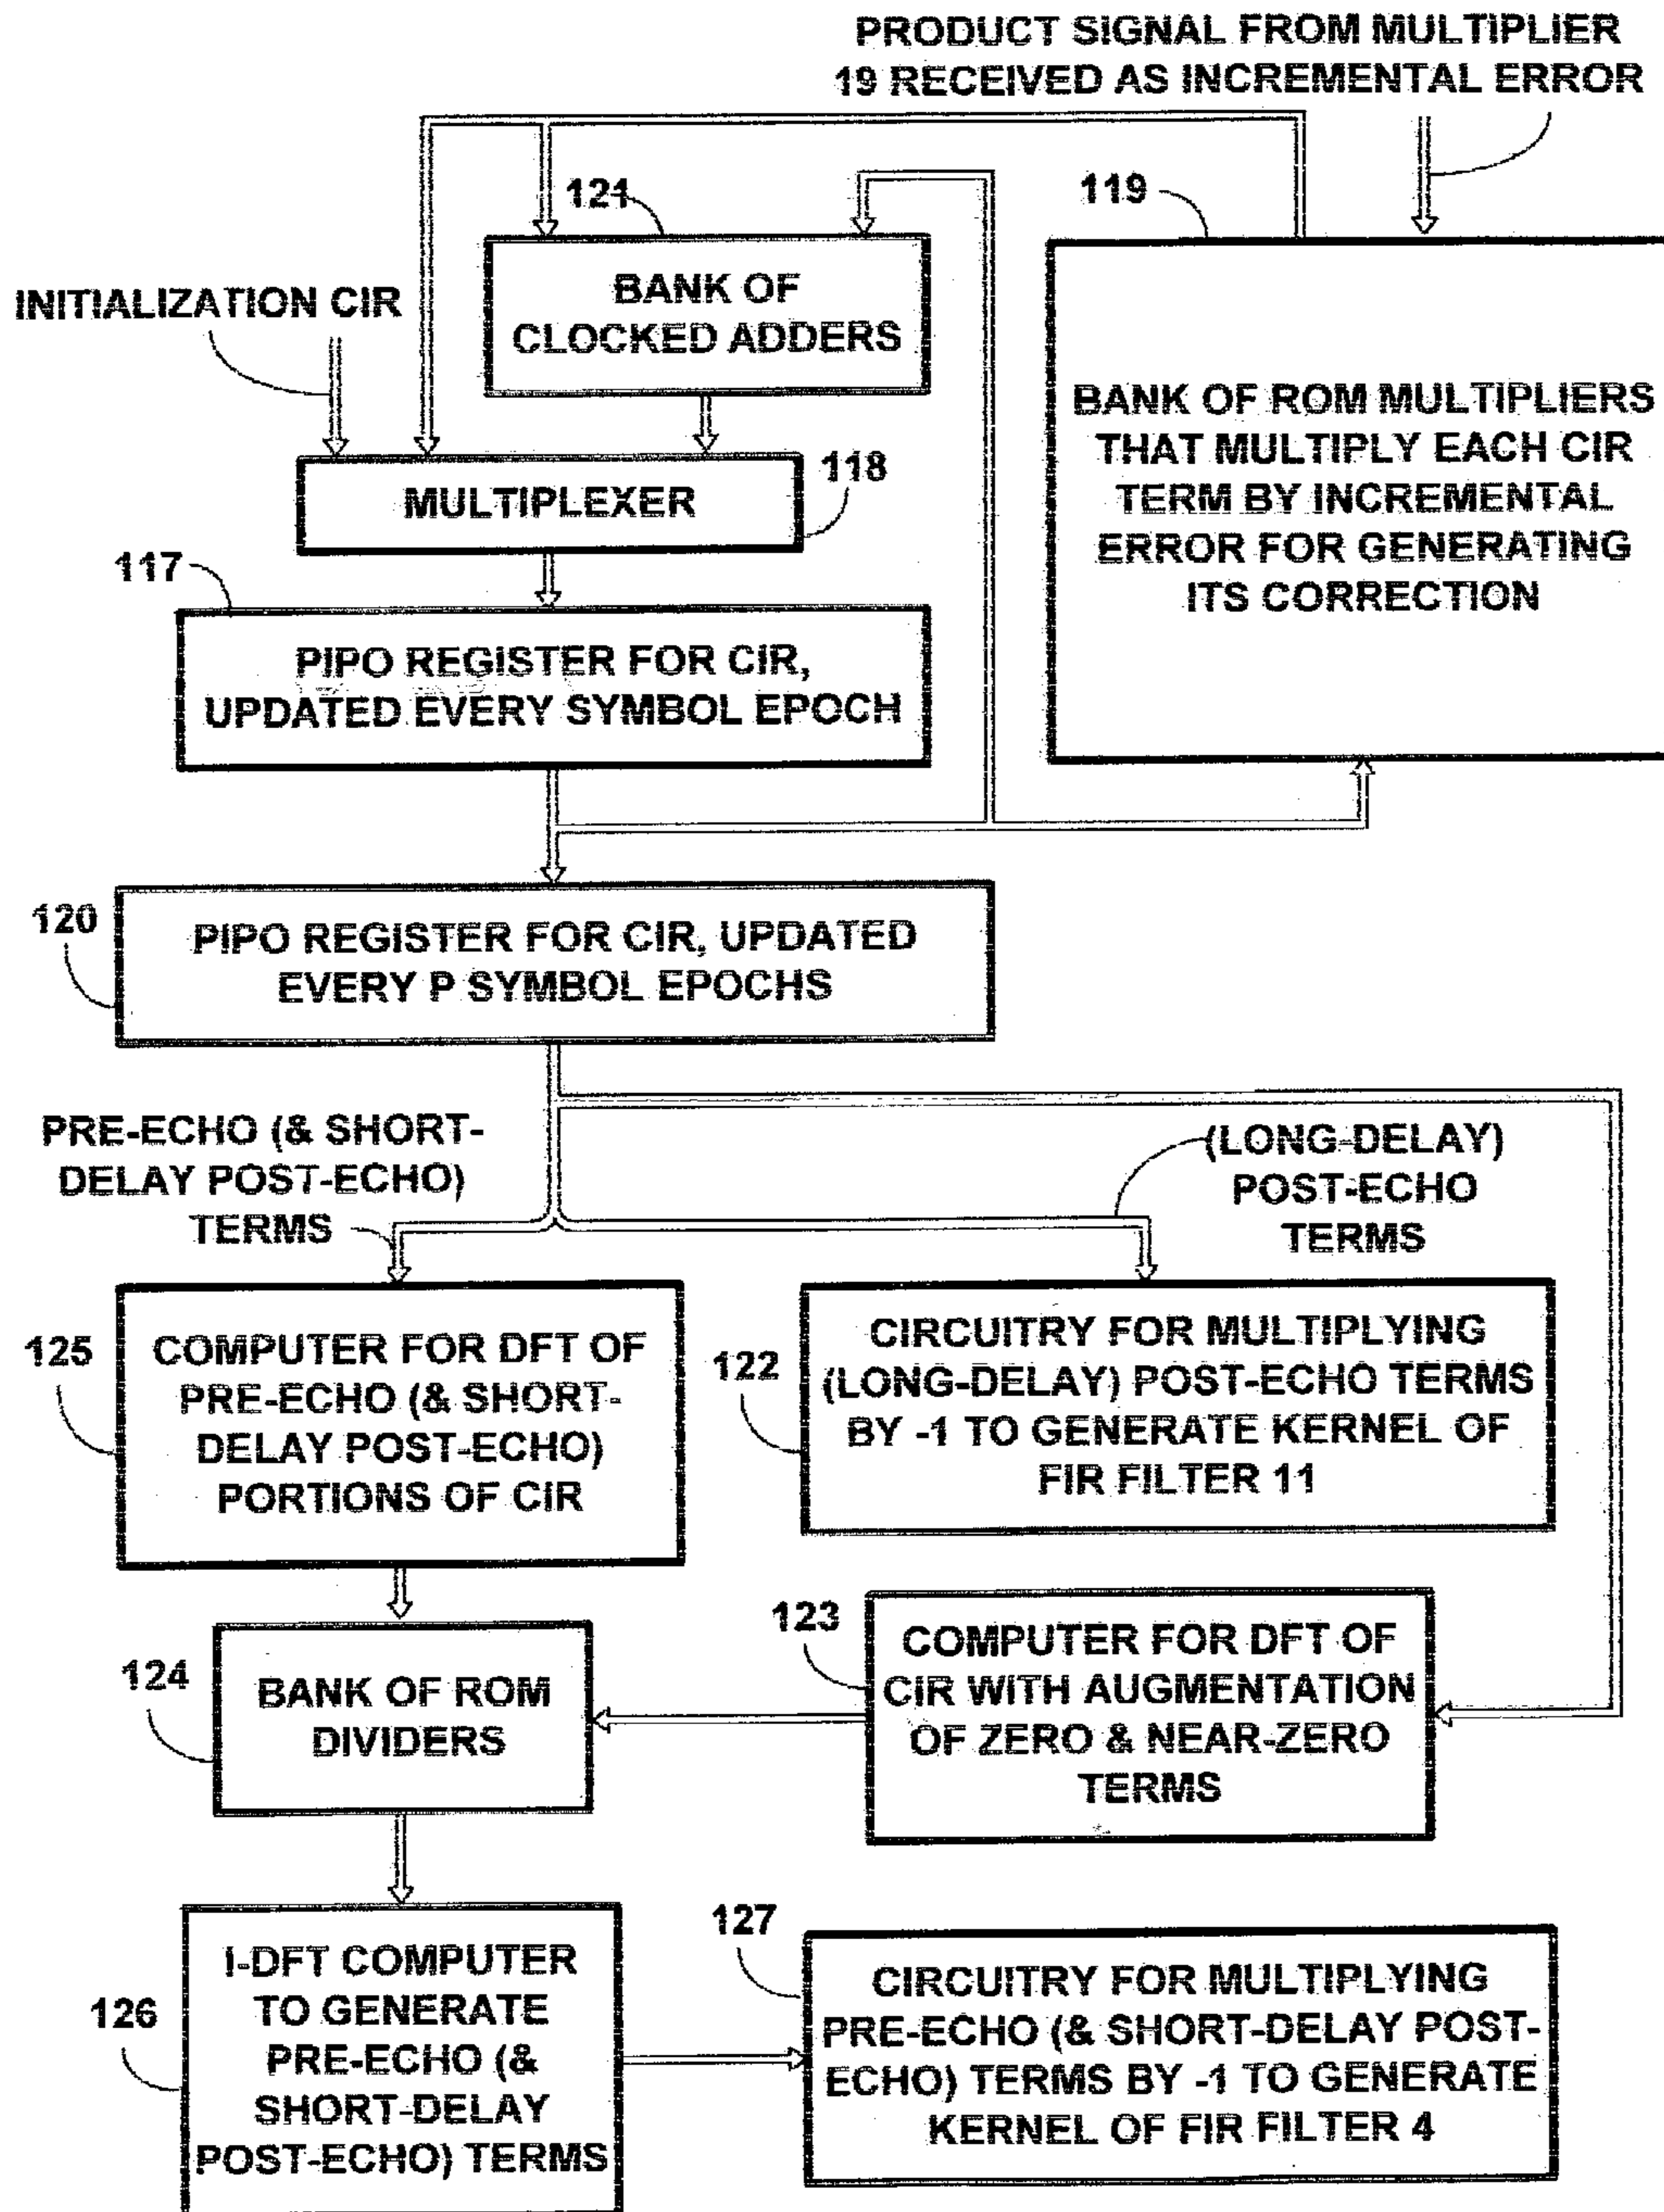 PRODUCT SIGNAL FROM MULTIPLIER
19 RECEIVED AS INCREMENTAL ERROR
121
119
BANK OF
CLOCKED ADDERS
INITIALIZATION CIR
BANK OF ROM MULTIPLIERS
THAT MULTIPLY EACH CIR
TERM BY INCREMENTAL
ERROR FOR GENERATING
ITS CORRECTION
MULTIPLEXER
118
117
PIPO REGISTER FOR CIR,
UPDATED EVERY SYMBOL EPOCH
120
PIPO REGISTER FOR CIR, UPDATED
EVERY P SYMBOL EPOCHS
PRE-ECHO (& SHORT-
DELAY POST-ECHO)
TERMS
(LONG-DELAY)
POST-ECHO
TERMS
125
COMPUTER FOR DFT OF
PRE-ECHO (& SHORT-
DELAY POST-ECHO)
PORTIONS OF CIR
122
CIRCUITRY FOR MULTIPLYING
(LONG-DELAY) POST-ECHO TERMS
BY -1 TO GENERATE KERNEL OF
FIR FILTER 11
124
BANK OF ROM
DIVIDERS
123
COMPUTER FOR DFT OF
CIR WITH AUGMENTATION
OF ZERO & NEAR-ZERO
TERMS
126
I-DFT COMPUTER
TO GENERATE
PRE-ECHO (&
SHORT-DELAY
POST-ECHO) TERMS
127
CIRCUITRY FOR MULTIPLYING
PRE-ECHO (& SHORT-DELAY POST-
ECHO) TERMS BY -1 TO GENERATE
KERNEL OF FIR FILTER 4